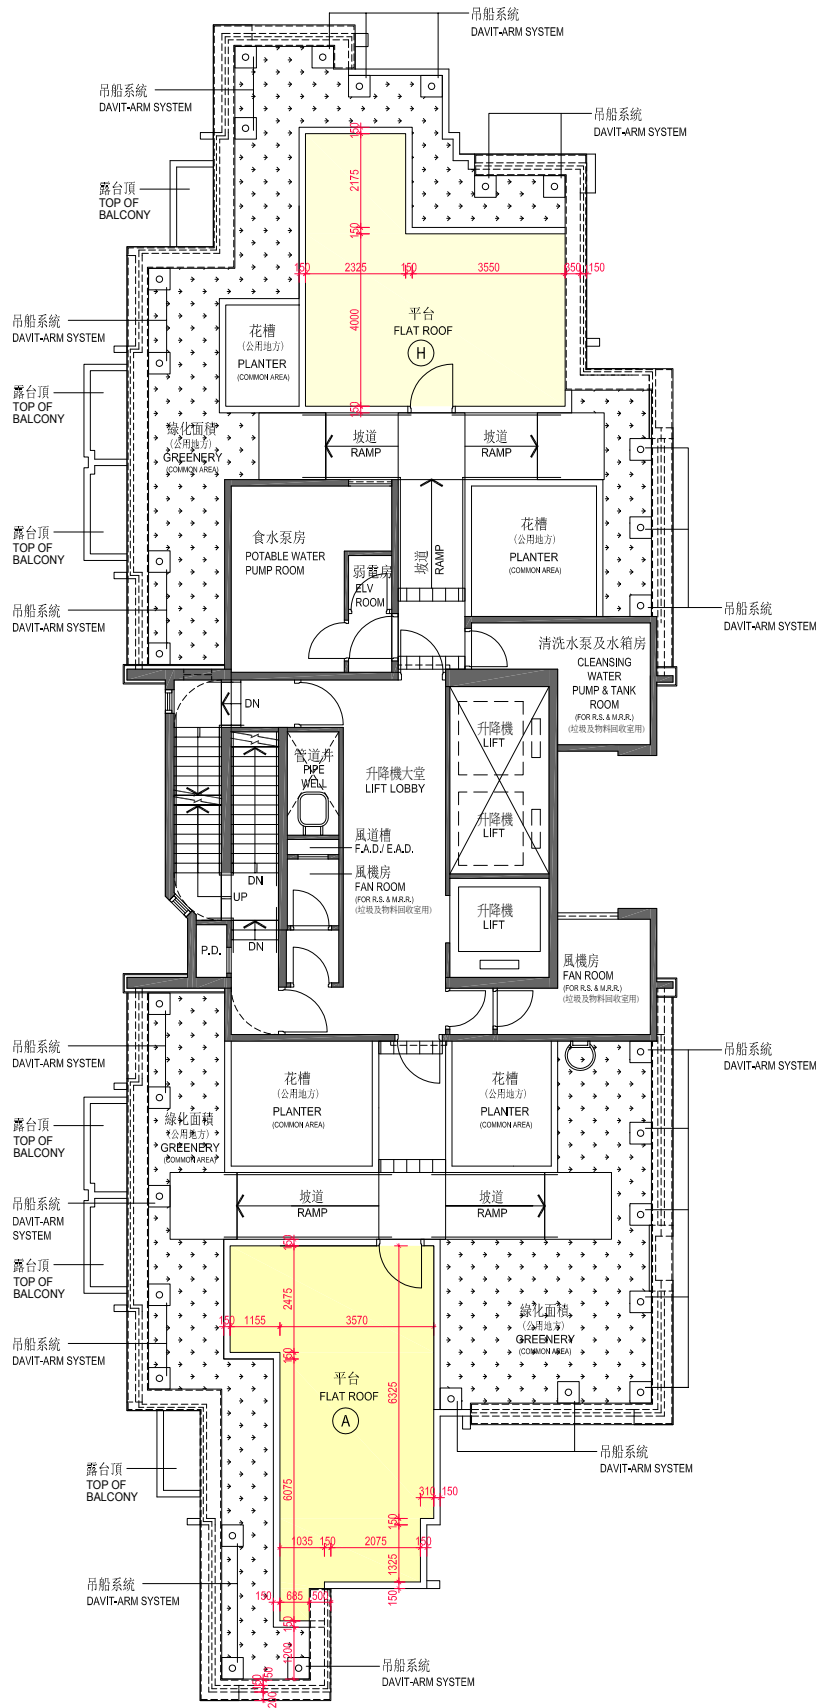 吊船系統
DAVIT-ARM SYSTEM
吊船系統
DAVIT-ARM SYSTEM
吊船系統
DAVIT-ARM SYSTEM
150
2175
露台頂
TOP OF
BALCONY
150
150
2325
150
3550
350
150
4000
平台
FLAT ROOF
H
吊船系統
DAVIT-ARM SYSTEM
花槽
(公用地方)
PLANTER
(COMMON AREA)
露台頂
TOP OF
BALCONY
150
綠化面積
(公用地方)
GREENERY
(COMMON AREA)
坡道
RAMP
坡道
RAMP
食水泵房
POTABLE WATER
PUMP ROOM
坡道
RAMP
花槽
(公用地方)
PLANTER
(COMMON AREA)
露台頂
TOP OF
BALCONY
弱電房
ELV
ROOM
吊船系統
DAVIT-ARM SYSTEM
吊船系統
DAVIT-ARM SYSTEM
清洗水泵及水箱房
CLEANSING
WATER
PUMP & TANK
ROOM
(FOR R.S. & M.R.R.)
(垃圾及物料回收室用)
DN
升降機
LIFT
管道井
PIPE
WELL
升降機大堂
LIFT LOBBY
升降機
LIFT
風道槽
F.A.D./ E.A.D.
風機房
FAN ROOM
(FOR R.S. & M.R.R.)
(垃圾及物料回收室用)
DN
UP
升降機
LIFT
P.D.
DN
風機房
FAN ROOM
(FOR R.S. & M.R.R.)
(垃圾及物料回收室用)
吊船系統
DAVIT-ARM SYSTEM
吊船系統
DAVIT-ARM SYSTEM
花槽
(公用地方)
PLANTER
(COMMON AREA)
花槽
(公用地方)
PLANTER
(COMMON AREA)
露台頂
TOP OF
BALCONY
綠化面積
(公用地方)
GREENERY
(COMMON AREA)
吊船系統
DAVIT-ARM
SYSTEM
坡道
RAMP
坡道
RAMP
露台頂
TOP OF
BALCONY
150
2475
150
1155
3570
綠化面積
(公用地方)
GREENERY
(COMMON AREA)
吊船系統
DAVIT-ARM SYSTEM
150
平台
FLAT ROOF
A
6325
吊船系統
DAVIT-ARM SYSTEM
露台頂
TOP OF
BALCONY
6075
310
150
150
1035
150
2075
150
1325
吊船系統
DAVIT-ARM SYSTEM
150
685
500
150
150
1200
吊船系統
DAVIT-ARM SYSTEM